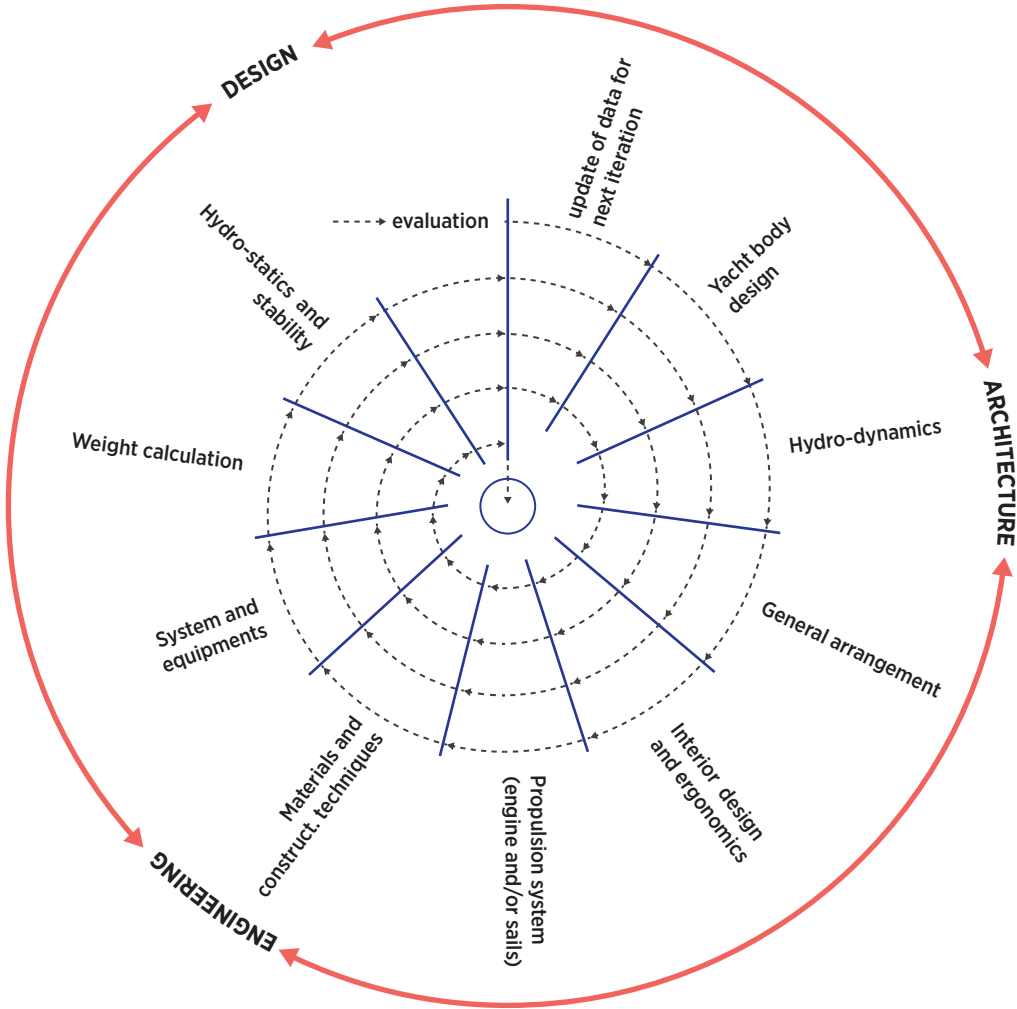 DESIGN
update of data for
next iteration
evaluation
Yacht body
design
Hydro-dynamics
ARCHITECTURE
General arrangement
Interior design
and ergonomics
Propulsion system
(engine and/or sails)
Materials and
construct. techniques
ENGINEERING
System and
equipments
Weight calculation
Hydro-statics and
stability